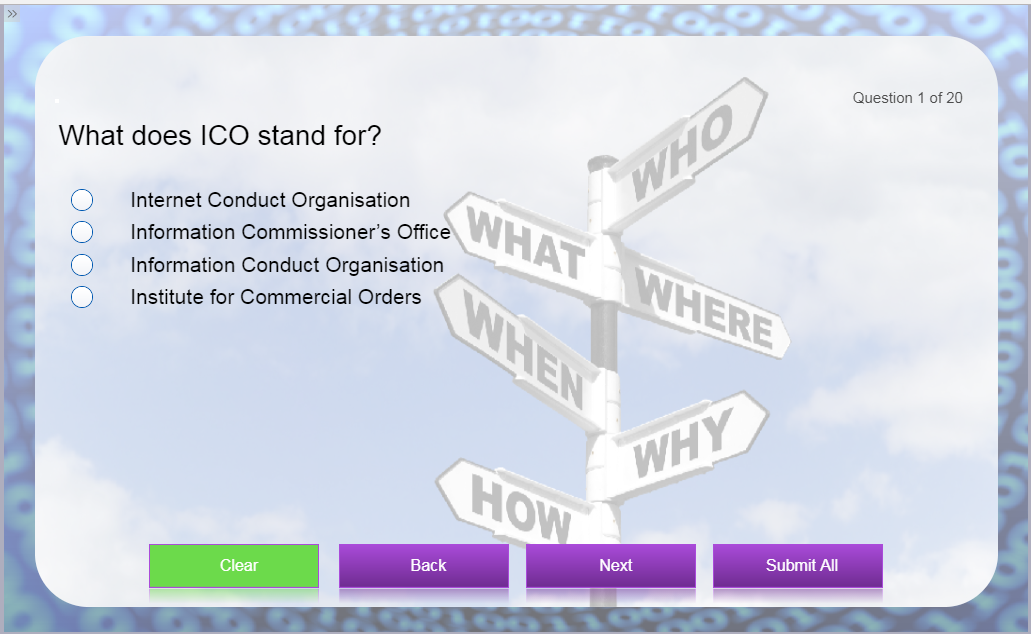 »
Question 1 of 20
What does ICO stand for?
Internet Conduct Organisation
Information Commissioner’s Office
Information Conduct Organisation
Institute for Commercial Orders
WHO
WHAT
WHERE
WHEN
WHY
HOW
Clear
Back
Next
Submit All